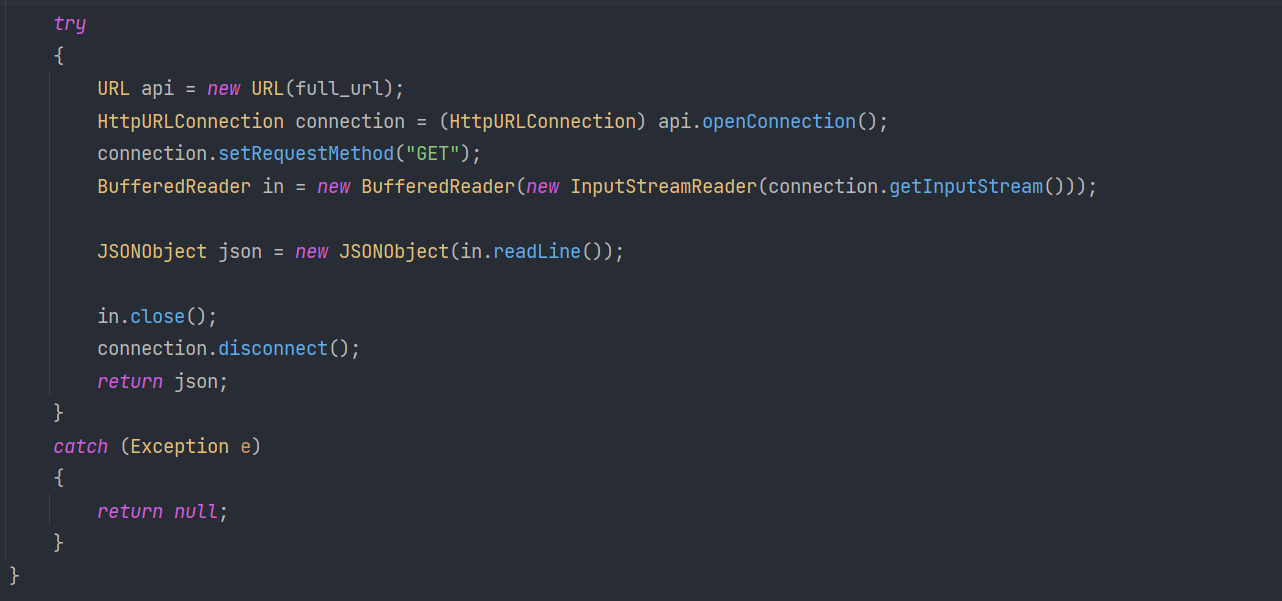 try
{
URL api = new URL(full_url);
HttpURLConnection connection = (HttpURLConnection) api.openConnection();
connection.setRequestMethod("GET");
BufferedReader in = new BufferedReader(new InputStreamReader(connection.getInputStream()));
JSONObject json = new JSONObject(in.readLine());
in.close();
connection.disconnect();
return json;
}
catch (Exception e)
{
return null;
}
}